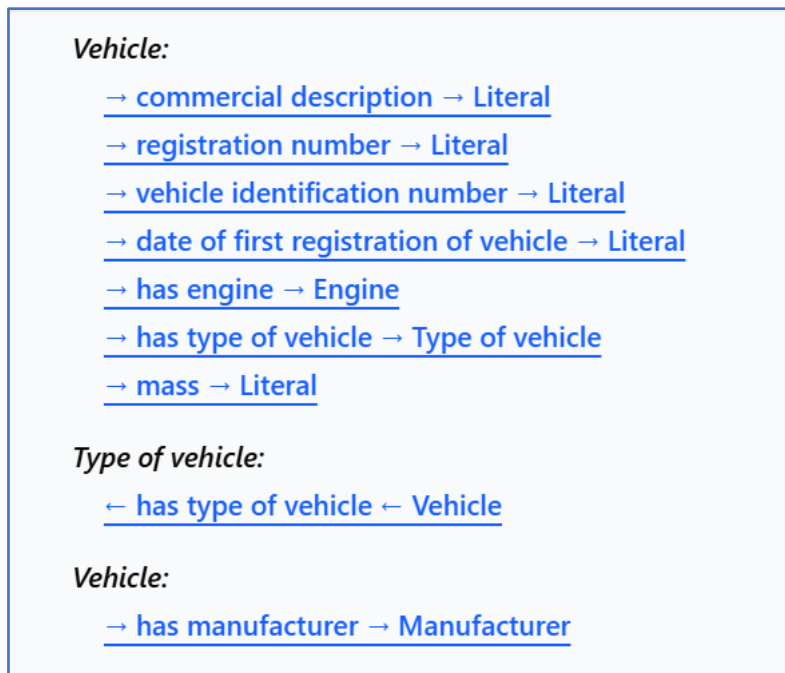 Vehicle:
→ commercial description → Literal
→ registration number → Literal
→ vehicle identification number → Literal
→ date of first registration of vehicle → Literal
→ has engine → Engine
→ has type of vehicle → Type of vehicle
→ mass → Literal
Type of vehicle:
← has type of vehicle ← Vehicle
Vehicle:
→ has manufacturer → Manufacturer